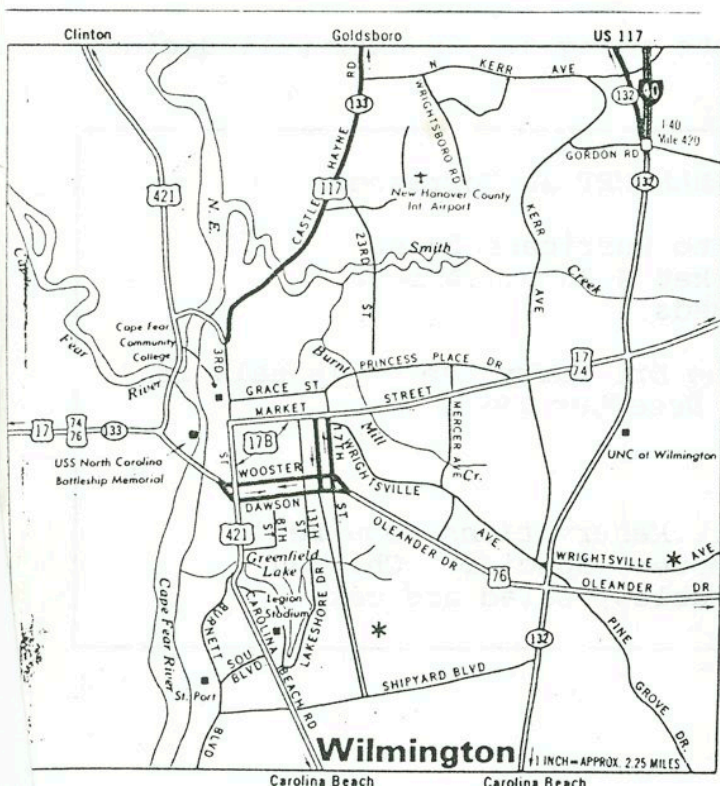 Clinton
Goldsboro
US 117
N KERR AVE
RD
133
WRIGHTSBORO RD
132
40
I-40
Mile 420
GORDON RD
132
421
N. E.
CASTLE HAYNE
117
New Hanover County
Int. Airport
KERR
AVE
23RD
ST
Smith
Creek
Cape
Fear
River
Cape Fear
Community
College
3RD
ST
Burnt
Mill
Cr.
PRINCESS PLACE DR
GRACE ST
MARKET STREET
17
74
MERCER AVE
17
74
76
133
17B
17TH
ST
UNC at Wilmington
USS North Carolina
Battleship Memorial
WOOSTER
WRIGHTSVILLE
AVE
DAWSON
ST
8TH
ST
13TH
ST
OLEANDER DR
421
Greenfield
Lake
76
WRIGHTSVILLE AVE
OLEANDER DR
Legion
Stadium
LAKESHORE DR
CAROLINA
BEACH RD
BURNETT
BLVD
SOU
BLVD
Cape Fear River
St. Port
132
PINE
GROVE
DR.
SHIPYARD BLVD
Wilmington
1 INCH=APPROX. 2.25 MILES
Carolina Beach
Carolina Beach